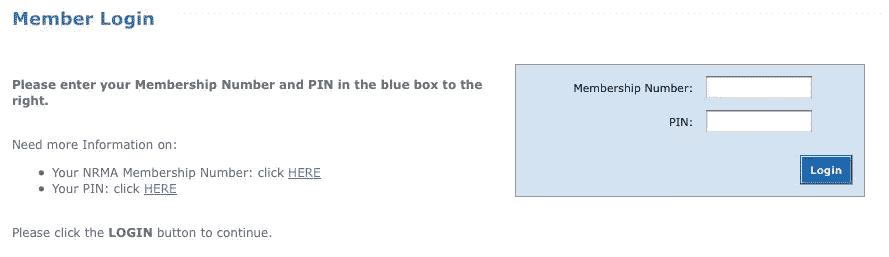 Member Login
Please enter your Membership Number and PIN in the blue box to the
right.
Need more Information on:
• Your NRMA Membership Number: click HERE
• Your PIN: click HERE
Please click the LOGIN button to continue.
Membership Number:
PIN:
Login